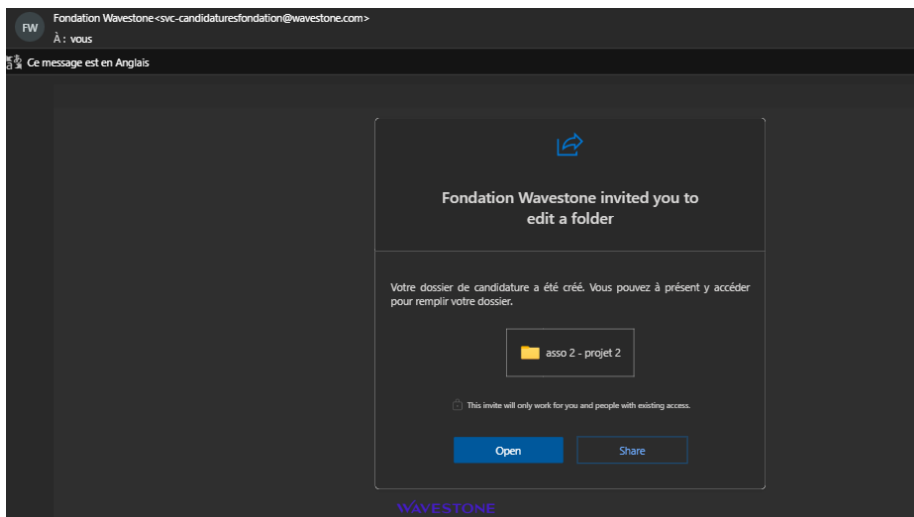 FW
Fondation Wavestone<svc-candidaturesfondation@wavestone.com>
À : vous
Ce message est en Anglais
Fondation Wavestone invited you to
edit a folder
Votre dossier de candidature a été créé. Vous pouvez à présent y accéder
pour remplir votre dossier.
asso 2 - projet 2
This invite will only work for you and people with existing access.
Open
Share
WAVESTONE